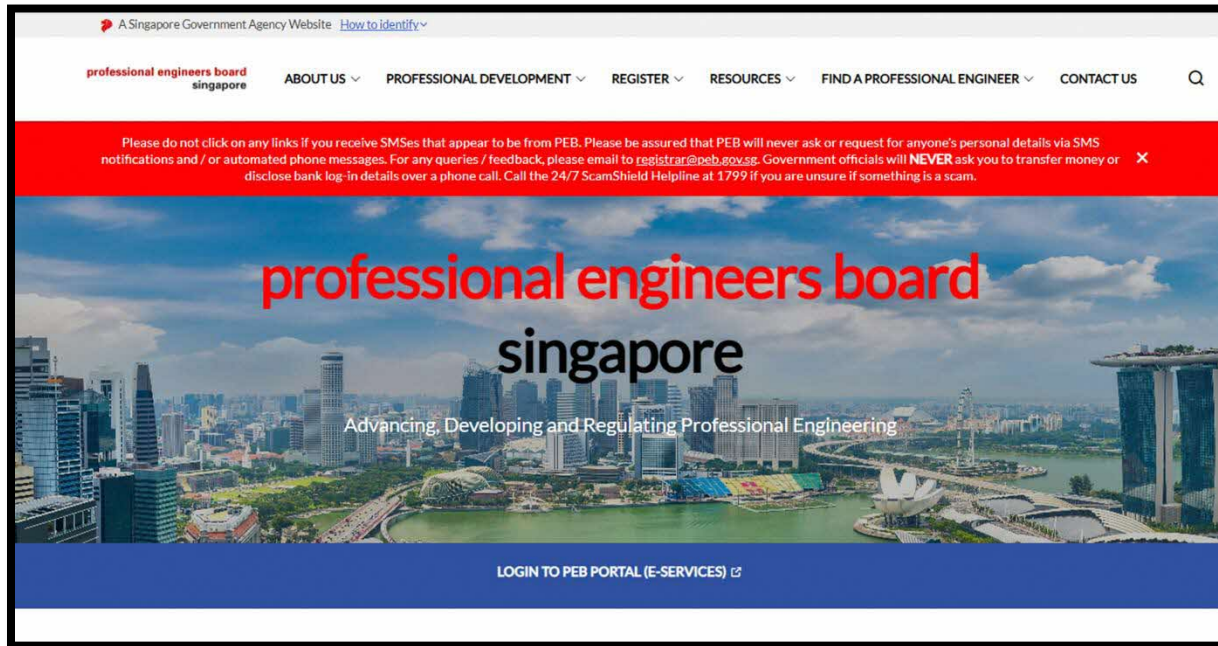 A Singapore Government Agency Website How to identify
professional engineers board
singapore
ABOUT US PROFESSIONAL DEVELOPMENT REGISTER RESOURCES FIND A PROFESSIONAL ENGINEER CONTACT US
Please do not click on any links if you receive SMSes that appear to be from PEB. Please be assured that PEB will never ask or request for anyone's personal details via SMS
notifications and / or automated phone messages. For any queries / feedback, please email to registrar@peb.gov.sg. Government officials will NEVER ask you to transfer money or
disclose bank log-in details over a phone call. Call the 24/7 ScamShield Helpline at 1799 if you are unsure if something is a scam.
professional engineers board
singapore
Advancing, Developing and Regulating Professional Engineering
LOGIN TO PEB PORTAL (E-SERVICES)